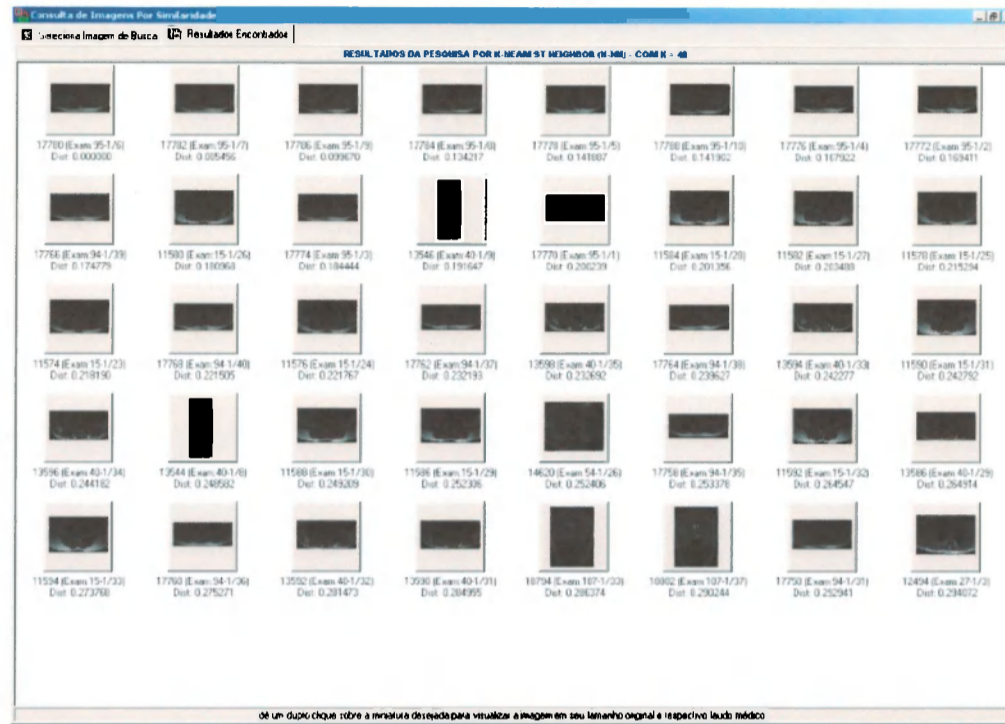 Consulta de Imagens Por Similaridade
Seleciona Imagem de Busca Resultados Encontrados
RESULTADOS DA PESQUISA POR K-NEAREST NEIGHBOR (K-NN) - COM K = 40
17780 (Exam:95-1/6) 17782 (Exam:95-1/7) 17786 (Exam:95-1/9) 17784 (Exam:95-1/8) 17778 (Exam:95-1/5) 17788 (Exam:95-1/10) 17776 (Exam:95-1/4) 17772 (Exam:95-1/2)
Dist: 0.000000 Dist: 0.085456 Dist: 0.099670 Dist: 0.134217 Dist: 0.141887 Dist: 0.141902 Dist: 0.167922 Dist: 0.169411
17766 (Exam:94-1/39) 11580 (Exam:15-1/26) 17774 (Exam:95-1/3) 13546 (Exam:40-1/9) 17770 (Exam:95-1/1) 11584 (Exam:15-1/28) 11582 (Exam:15-1/27) 11578 (Exam:15-1/25)
Dist: 0.174779 Dist: 0.180968 Dist: 0.184444 Dist: 0.191647 Dist: 0.200239 Dist: 0.201356 Dist: 0.203488 Dist: 0.215294
11574 (Exam:15-1/23) 17768 (Exam:94-1/40) 11576 (Exam:15-1/24) 17762 (Exam:94-1/37) 13598 (Exam:40-1/35) 17764 (Exam:94-1/38) 13594 (Exam:40-1/33) 11590 (Exam:15-1/31)
Dist: 0.218190 Dist: 0.221505 Dist: 0.221767 Dist: 0.232193 Dist: 0.232692 Dist: 0.239627 Dist: 0.242277 Dist: 0.242792
13596 (Exam:40-1/34) 13544 (Exam:40-1/8) 11588 (Exam:15-1/30) 11586 (Exam:15-1/29) 14620 (Exam:54-1/26) 17758 (Exam:94-1/35) 11592 (Exam:15-1/32) 13586 (Exam:40-1/29)
Dist: 0.244182 Dist: 0.248582 Dist: 0.249209 Dist: 0.252306 Dist: 0.252406 Dist: 0.253378 Dist: 0.264547 Dist: 0.264914
11594 (Exam:15-1/33) 17760 (Exam:94-1/36) 13592 (Exam:40-1/32) 13590 (Exam:40-1/31) 18794 (Exam:107-1/33) 18802 (Exam:107-1/37) 17750 (Exam:94-1/31) 12494 (Exam:27-1/3)
Dist: 0.273768 Dist: 0.275271 Dist: 0.281473 Dist: 0.284955 Dist: 0.286374 Dist: 0.290244 Dist: 0.292941 Dist: 0.294072
dê um duplo clique sobre a miniatura desejada para visualizar a imagem em seu tamanho original e respectivo laudo médico